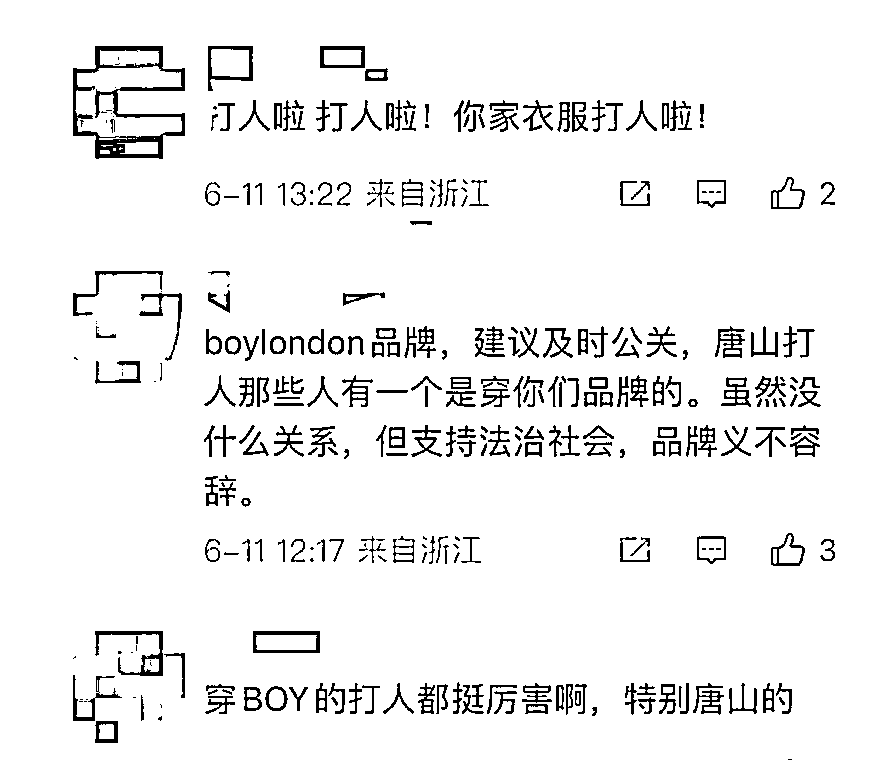 打人啦 打人啦！你家衣服打人啦！
6-11 13:22 来自浙江
2
boylondon品牌，建议及时公关，唐山打
人那些人有一个是穿你们品牌的。虽然没
什么关系，但支持法治社会，品牌义不容
辞。
6-11 12:17 来自浙江
3
穿BOY的打人都挺厉害啊，特别唐山的